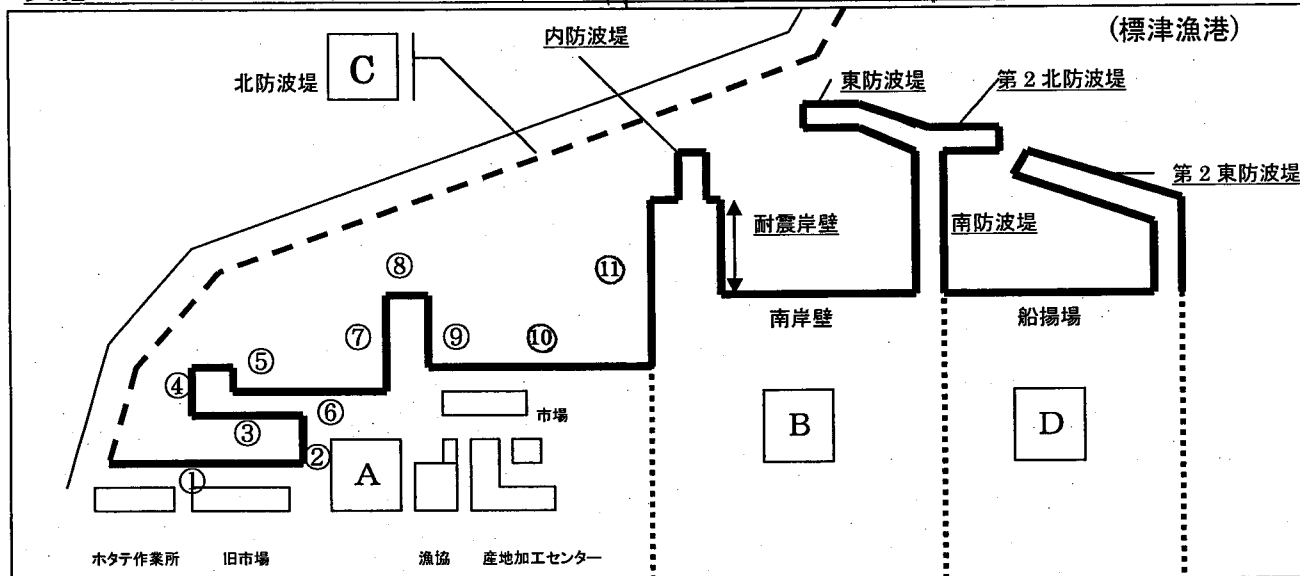 (標津漁港)
内防波堤
北防波堤
C
東防波堤
第2北防波堤
第2東防波堤
耐震岸壁
南防波堤
⑧
⑪
南岸壁
船揚場
⑦
⑨
⑩
⑤
④
⑥
市場
③
②
①
A
B
D
ホタテ作業所
旧市場
漁協
産地加工センター